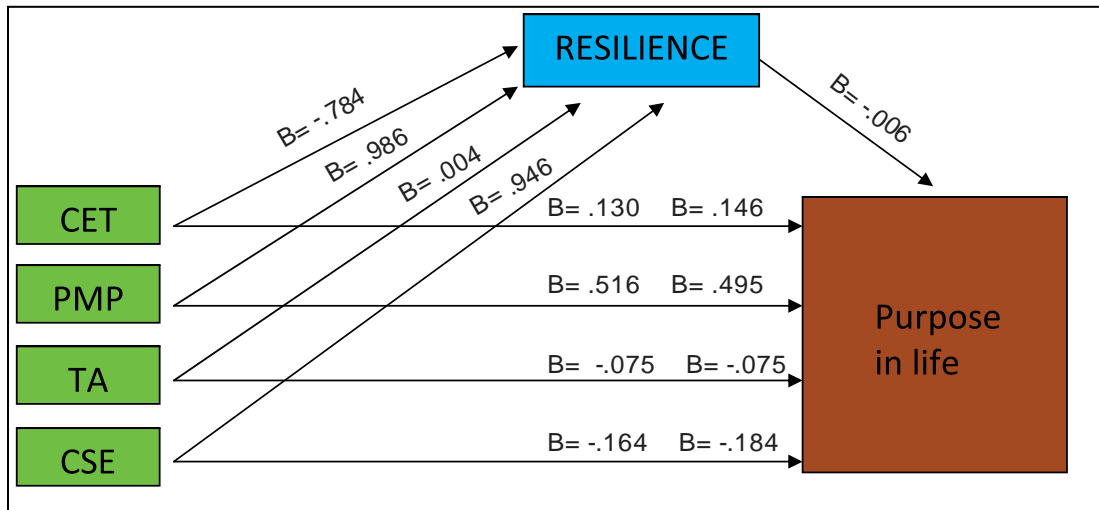 RESILIENCE
B= -.784
B= .986
B= .004
B= .946
B= -.006
CET
B= .130 B= .146
PMP
B= .516 B= .495
TA
B= -.075 B= -.075
CSE
B= -.164 B= -.184
Purpose
in life